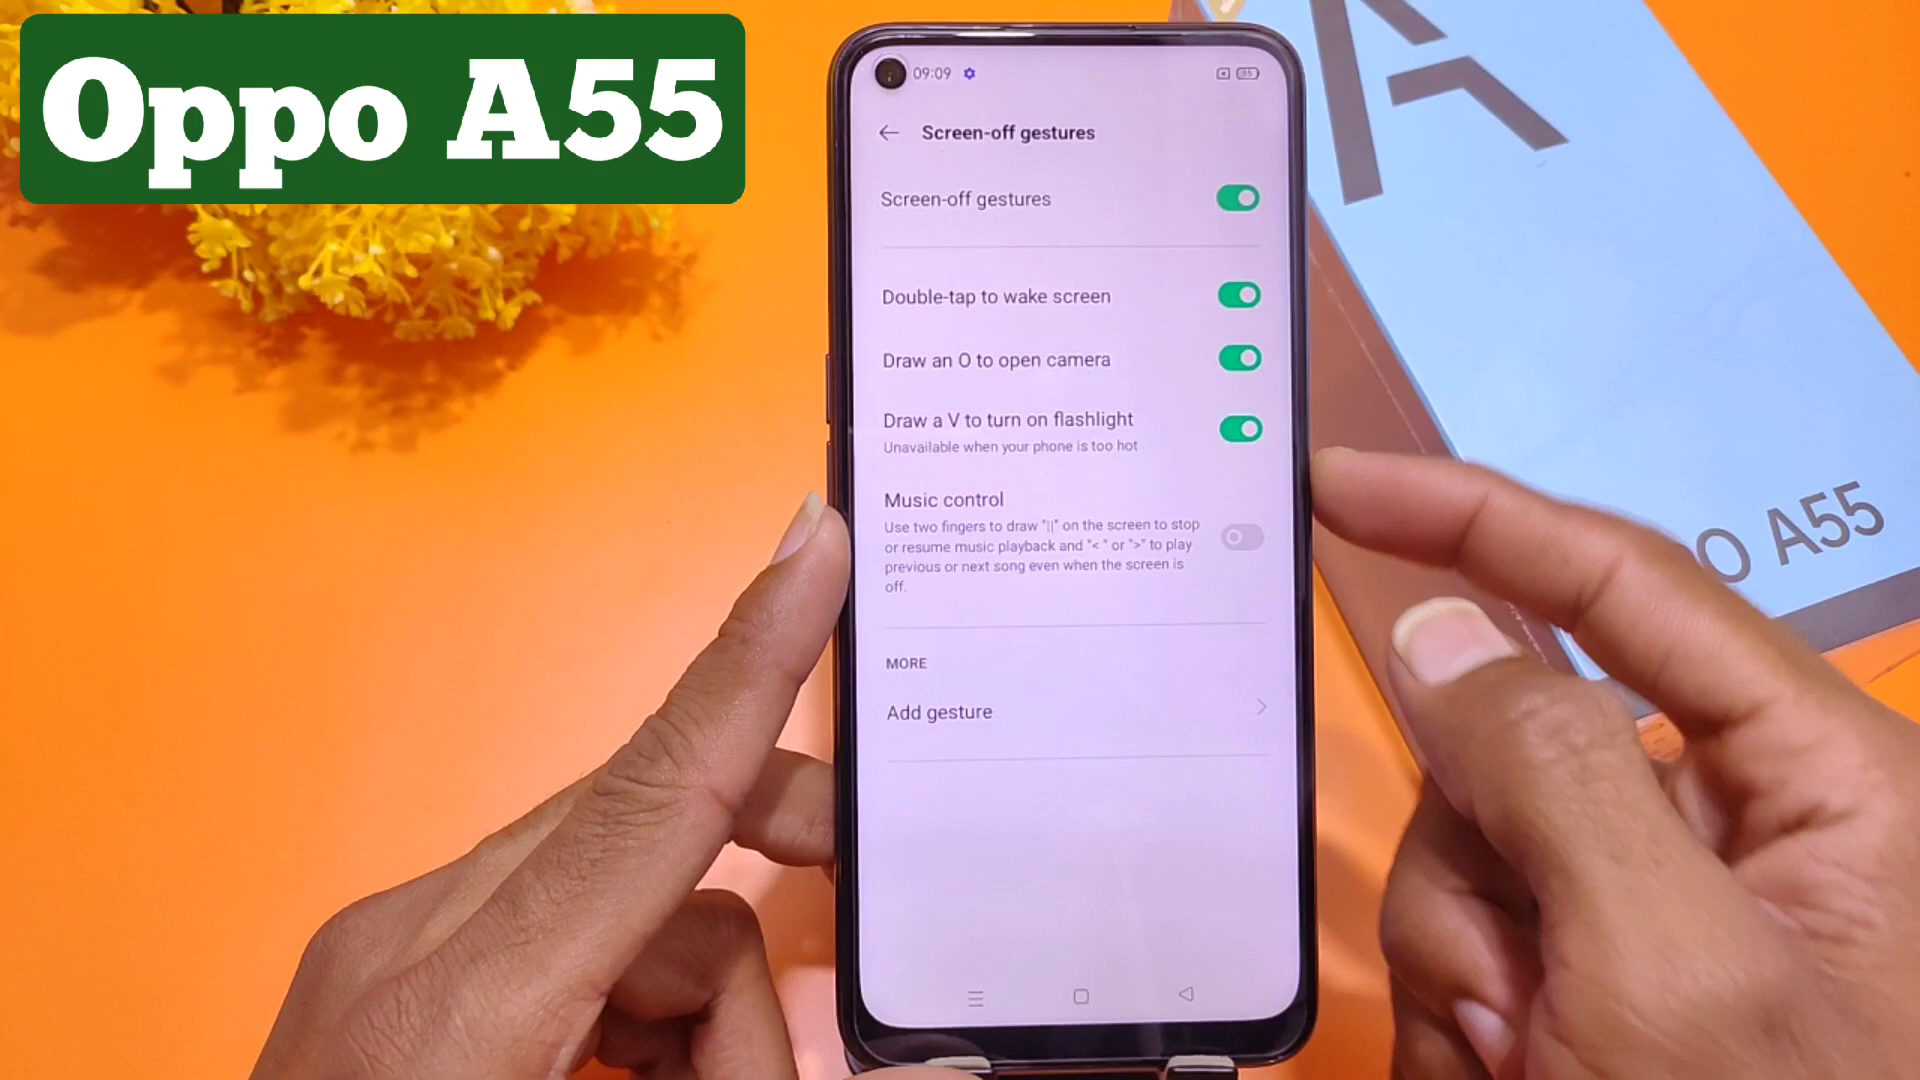 Oppo A55
09:09
Screen-off gestures
Screen-off gestures
Double-tap to wake screen
Draw an O to open camera
Draw a V to turn on flashlight
Unavailable when your phone is too hot
Music control
Use two fingers to draw "||" on the screen to stop
or resume music playback and "< " or ">" to play
previous or next song even when the screen is
off.
MORE
Add gesture
A
O A55